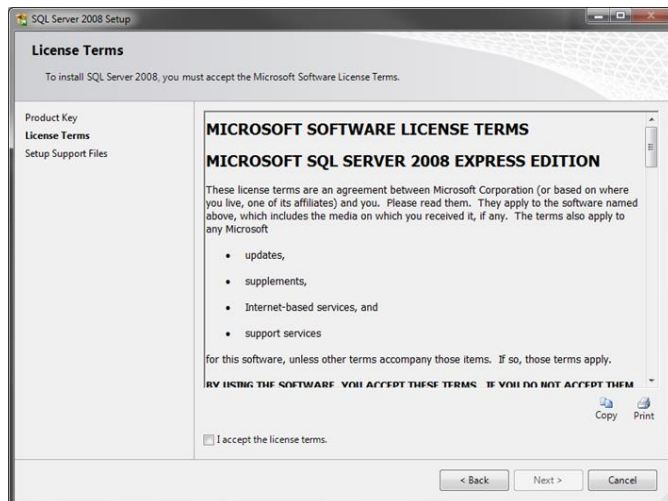 SQL Server 2008 Setup
License Terms
To install SQL Server 2008, you must accept the Microsoft Software License Terms.
Product Key
License Terms
Setup Support Files
MICROSOFT SOFTWARE LICENSE TERMS
MICROSOFT SQL SERVER 2008 EXPRESS EDITION
These license terms are an agreement between Microsoft Corporation (or based on where
you live, one of its affiliates) and you.  Please read them.  They apply to the software named
above, which includes the media on which you received it, if any.  The terms also apply to
any Microsoft
• updates,
• supplements,
• Internet-based services, and
• support services
for this software, unless other terms accompany those items.  If so, those terms apply.
BY USING THE SOFTWARE, YOU ACCEPT THESE TERMS.  IF YOU DO NOT ACCEPT THEM
Copy Print
I accept the license terms.
< Back Next > Cancel